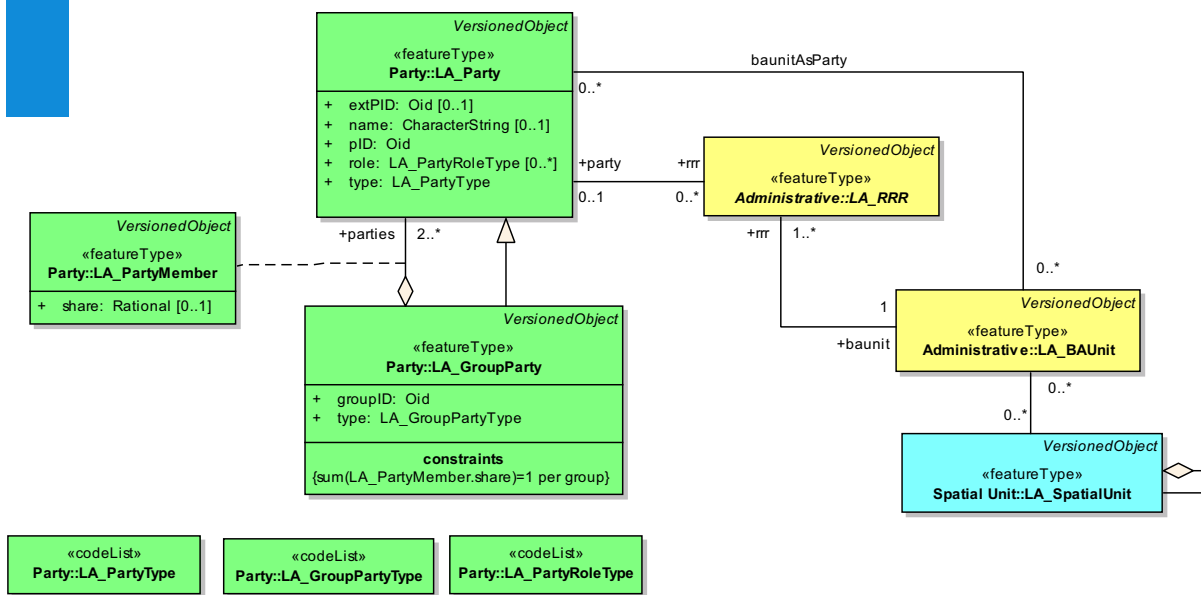 VersionedObject
«featureType»
Party::LA_Party
+ extPID: Oid [0..1]
+ name: CharacterString [0..1]
+ pID: Oid
+ role: LA_PartyRoleType [0..*]
+ type: LA_PartyType
baunitAsParty
0..*
0..*
+party
0..1
+rrr
0..*
VersionedObject
«featureType»
Administrative::LA_RRR
+rrr
1..*
1
+baunit
VersionedObject
«featureType»
Party::LA_PartyMember
+ share: Rational [0..1]
+parties
2..*
VersionedObject
«featureType»
Party::LA_GroupParty
+ groupID: Oid
+ type: LA_GroupPartyType
constraints
{sum(LA_PartyMember.share)=1 per group}
VersionedObject
«featureType»
Administrative::LA_BAUnit
0..*
0..*
VersionedObject
«featureType»
Spatial Unit::LA_SpatialUnit
«codeList»
Party::LA_PartyType
«codeList»
Party::LA_GroupPartyType
«codeList»
Party::LA_PartyRoleType